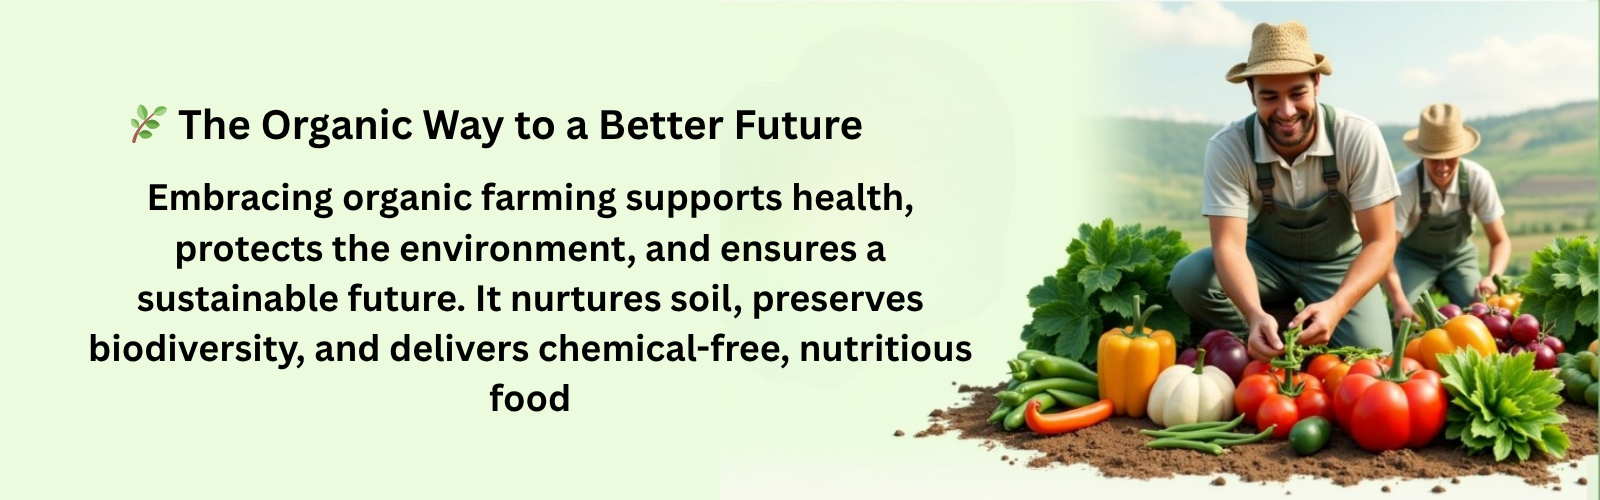 🌿 The Organic Way to a Better Future
Embracing organic farming supports health,
protects the environment, and ensures a
sustainable future. It nurtures soil, preserves
biodiversity, and delivers chemical-free, nutritious
food